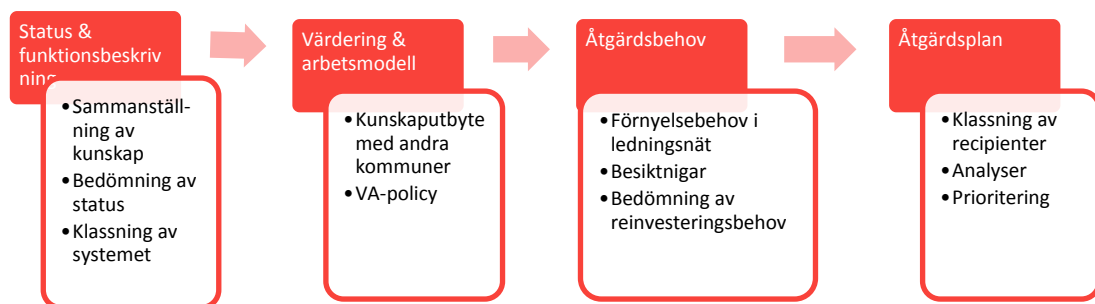 Status &
funktionsbeskriv
ning
•Sammanställ-
ning av
kunskap
•Bedömning av
status
•Klassning av
systemet
Värdering &
arbetsmodell
•Kunskaputbyte
med andra
kommuner
•VA-policy
Åtgärdsbehov
•Förnyelsebehov i
ledningsnät
•Besiktnigar
•Bedömning av
reinvesteringsbehov
Åtgärdsplan
•Klassning av
recipienter
•Analyser
•Prioritering